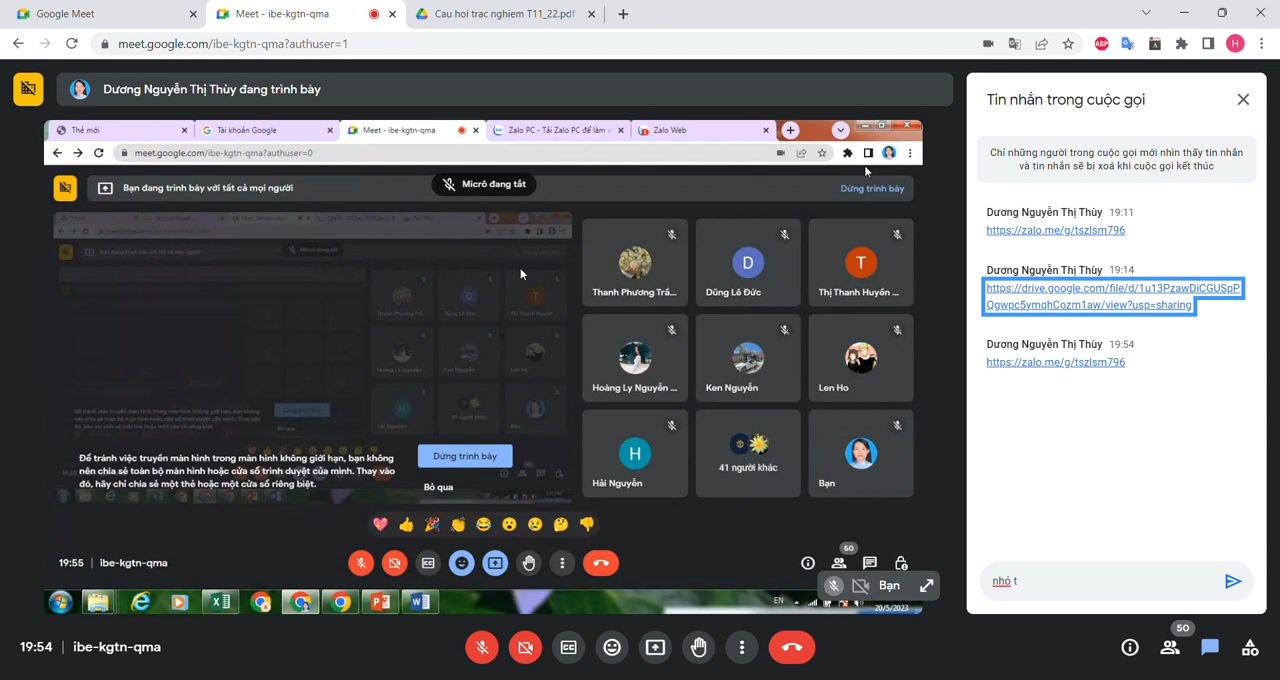 Google Meet
Meet - ibe-kgtn-qma
Cau hoi trac nghiem T11_22.pdf
meet.google.com/ibe-kgtn-qma?authuser=1
ABP
H
Dương Nguyễn Thị Thùy đang trình bày
Thẻ mới
Tài khoản Google
Meet - ibe-kgtn-qma
Zalo PC - Tải Zalo PC để làm v
Zalo Web
meet.google.com/ibe-kgtn-qma?authuser=0
Bạn đang trình bày với tất cả mọi người
Micrô đang tắt
Dừng trình bày
Thanh Phương Trầ...
D
Dũng Lê Đức
T
Thị Thanh Huyền ...
Hoàng Ly Nguyễn ...
Ken Nguyễn
Len Ho
H
Hải Nguyễn
41 người khác
Bạn
Để tránh việc truyền màn hình trong màn hình không giới hạn, bạn không
nên chia sẻ toàn bộ màn hình hoặc cửa sổ trình duyệt của mình. Thay vào
đó, hãy chỉ chia sẻ một thẻ hoặc một cửa sổ riêng biệt.
Dừng trình bày
Bỏ qua
19:55 | ibe-kgtn-qma
50
Bạn
EN
20/5/2023
Tin nhắn trong cuộc gọi
Chỉ những người trong cuộc gọi mới nhìn thấy tin nhắn
và tin nhắn sẽ bị xoá khi cuộc gọi kết thúc
Dương Nguyễn Thị Thùy 19:11
https://zalo.me/g/tszlsm796
Dương Nguyễn Thị Thùy 19:14
https://drive.google.com/file/d/1u13PzawDiCGUSpP
Qgwpc5ymqhCozm1aw/view?usp=sharing
Dương Nguyễn Thị Thùy 19:54
https://zalo.me/g/tszlsm796
nhó t
19:54 | ibe-kgtn-qma
50